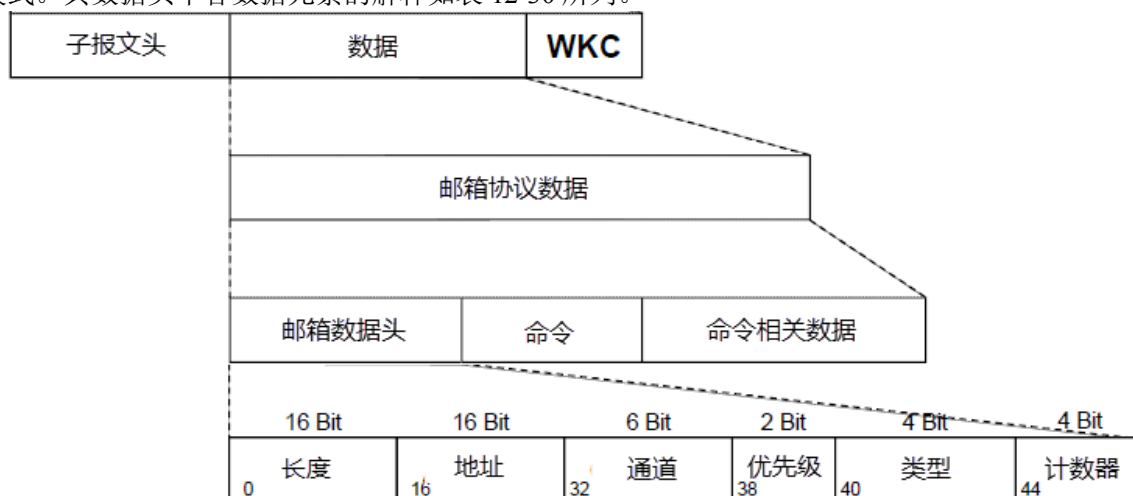 子报文头 数据 WKC
邮箱协议数据
邮箱数据头 命令 命令相关数据
16 Bit 16 Bit 6 Bit 2 Bit 4 Bit 4 Bit
长度 地址 通道 优先级 类型 计数器
0 16 32 38 40 44